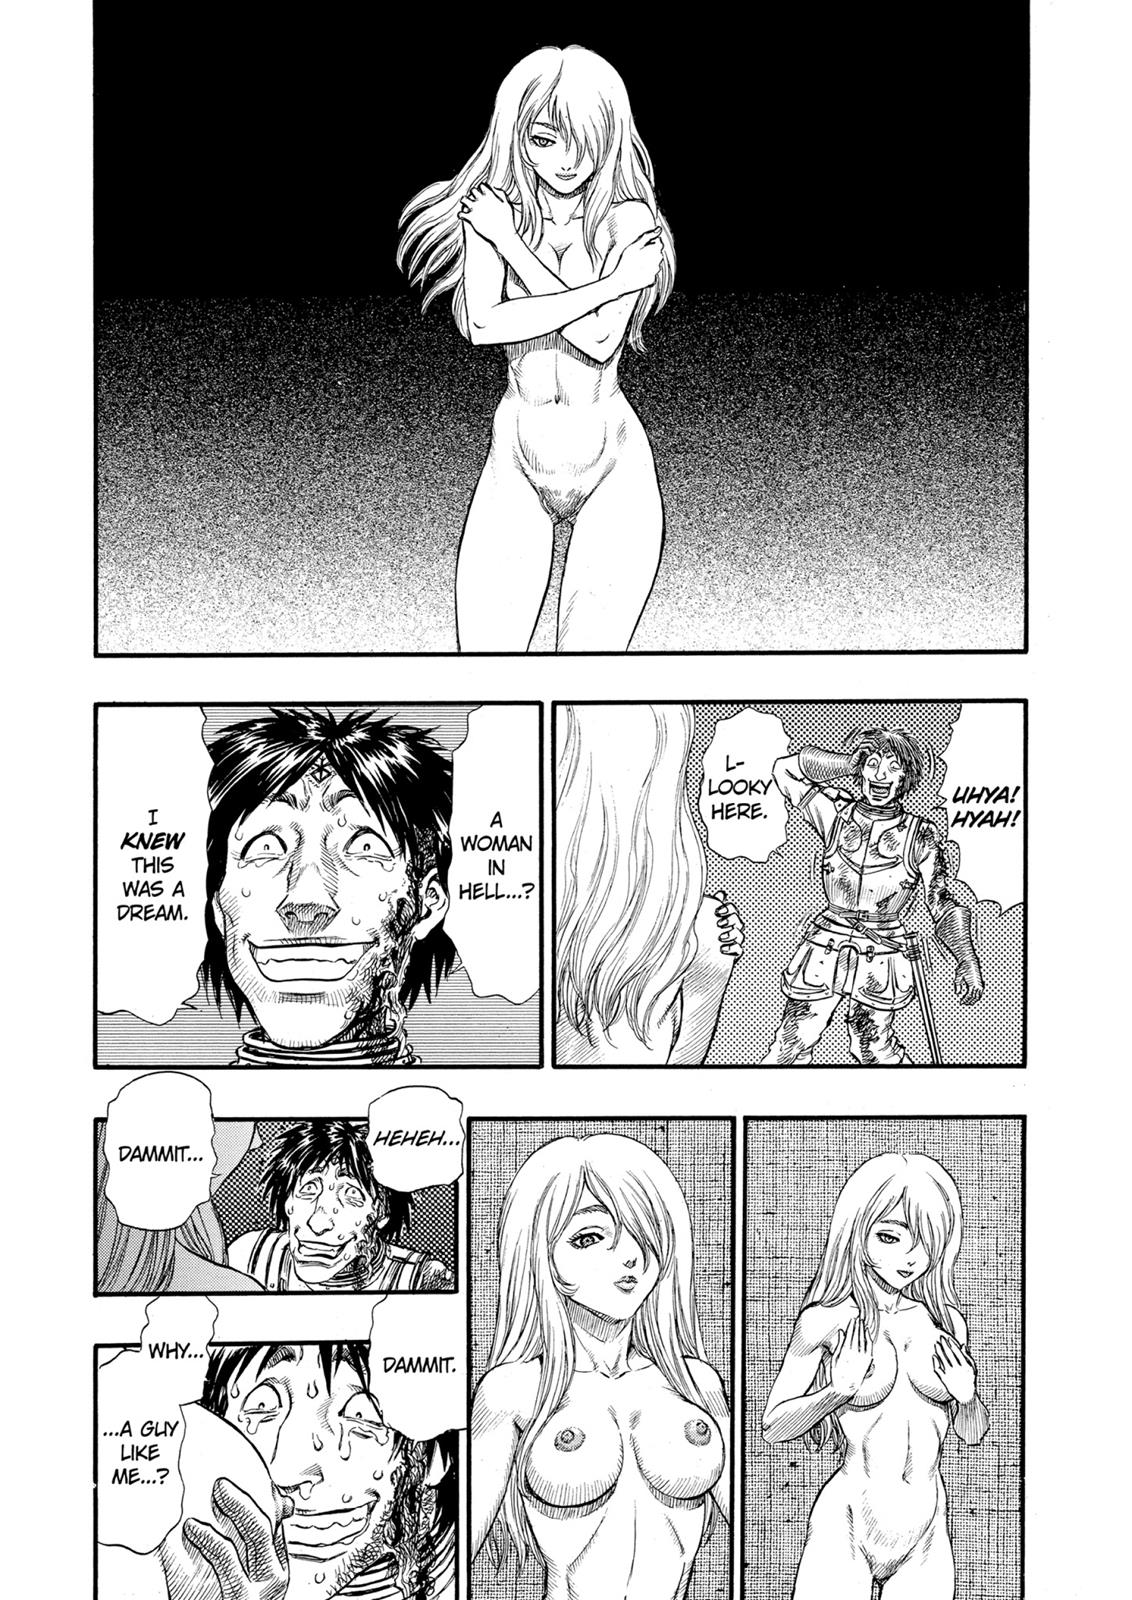 L-
LOOKY
HERE.
UHYA!
HYAH!
A
WOMAN
IN
HELL...?
I
KNEW
THIS
WAS A
DREAM.
HEHEH...
DAMMIT...
DAMMIT.
WHY...
...A GUY
LIKE
ME...?